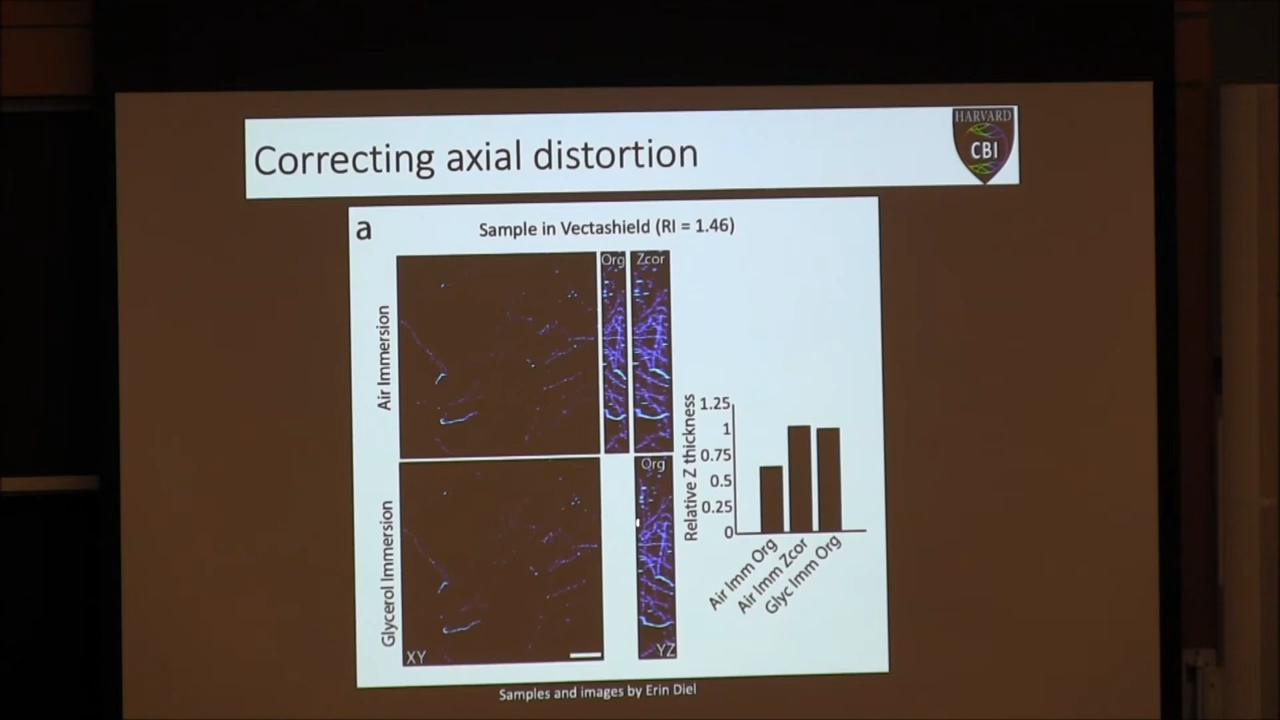 Correcting axial distortion
HARVARD
CBI
a
Sample in Vectashield (RI = 1.46)
Air Immersion
Org
Zcor
Glycerol Immersion
XY
Org
YZ
Relative Z thickness
1.25
1
0.75
0.5
0.25
0
Air Imm Org
Air Imm Zcor
Glyc Imm Org
Samples and images by Erin Diel